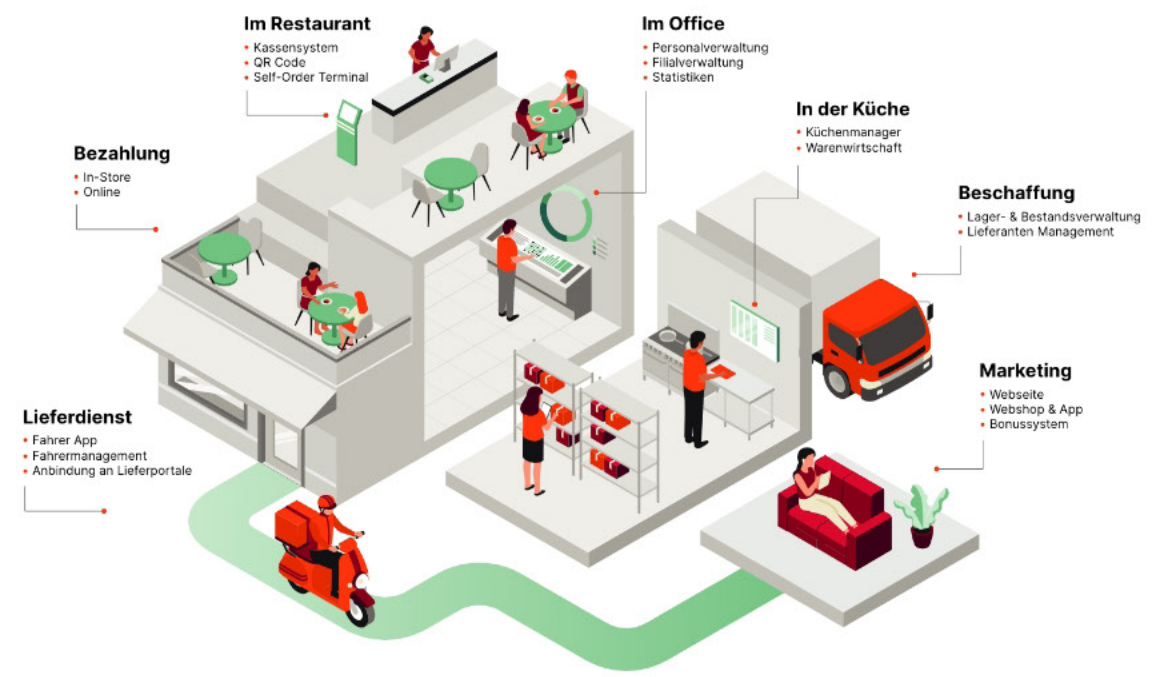 Im Restaurant
• Kassensystem
• QR Code
• Self-Order Terminal
Im Office
• Personalverwaltung
• Filialverwaltung
• Statistiken
In der Küche
• Küchenmanager
• Warenwirtschaft
Bezahlung
• In-Store
• Online
Beschaffung
• Lager- & Bestandsverwaltung
• Lieferanten Management
Marketing
• Webseite
• Webshop & App
• Bonussystem
Lieferdienst
• Fahrer App
• Fahrermanagement
• Anbindung an Lieferportale